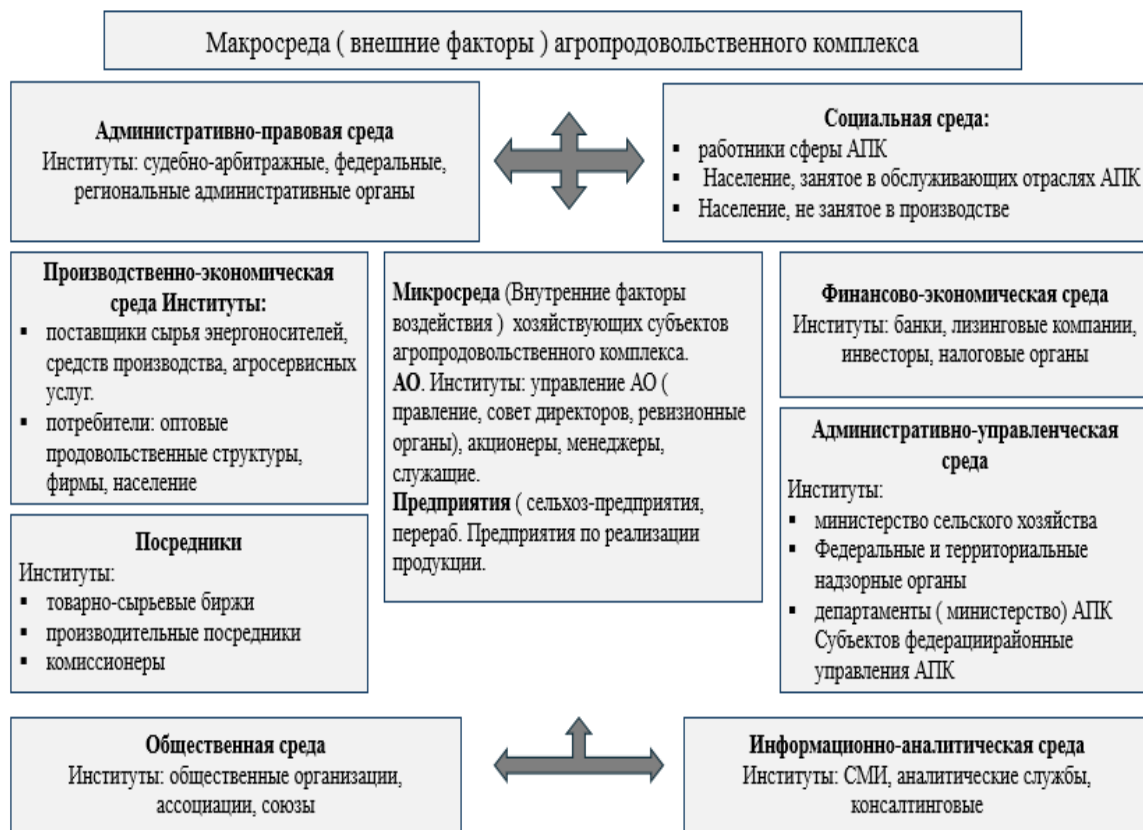 Макросреда ( внешние факторы ) агропродовольственного комплекса
Административно-правовая среда
Институты: судебно-арбитражные, федеральные,
региональные административные органы
Социальная среда:
▪ работники сферы АПК
▪ Население, занятое в обслуживающих отраслях АПК
▪ Население, не занятое в производстве
Производственно-экономическая
среда Институты:
▪ поставщики сырья энергоносителей,
средств производства, агросервисных
услуг.
▪ потребители: оптовые
продовольственные структуры,
фирмы, население
Микросреда (Внутренние факторы
воздействия ) хозяйствующих субъектов
агропродовольственного комплекса.
АО. Институты: управление АО (
правление, совет директоров, ревизионные
органы), акционеры, менеджеры,
служащие.
Предприятия ( сельхоз-предприятия,
перераб. Предприятия по реализации
продукции.
Финансово-экономическая среда
Институты: банки, лизинговые компании,
инвесторы, налоговые органы
Административно-управленческая
среда
Институты:
▪ министерство сельского хозяйства
▪ Федеральные и территориальные
надзорные органы
▪ департаменты ( министерство) АПК
Субъектов федерациирайонные
управления АПК
Посредники
Институты:
▪ товарно-сырьевые биржи
▪ производительные посредники
▪ комиссионеры
Общественная среда
Институты: общественные организации,
ассоциации, союзы
Информационно-аналитическая среда
Институты: СМИ, аналитические службы,
консалтинговые